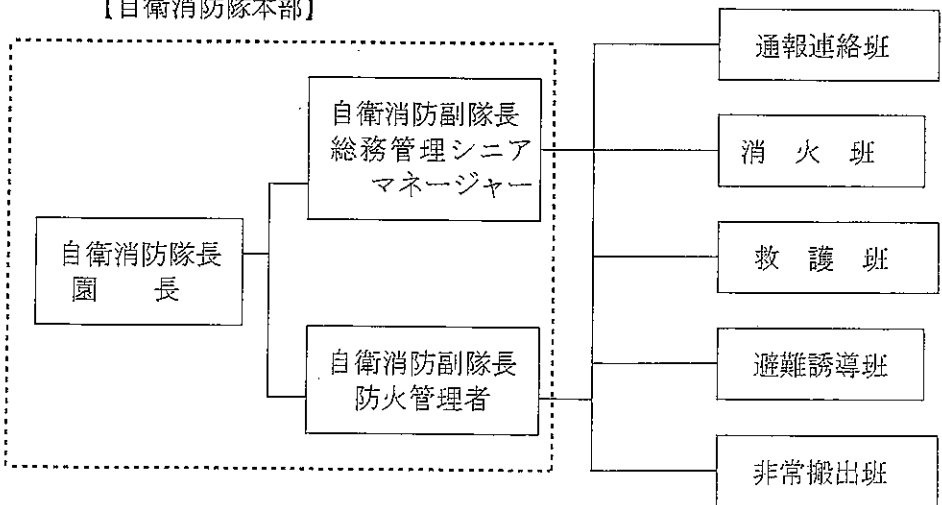 【自衛消防隊本部】
自衛消防隊長
園　　長
自衛消防副隊長
総務管理シニア
マネージャー
自衛消防副隊長
防火管理者
通報連絡班
消　火　班
救　護　班
避難誘導班
非常搬出班